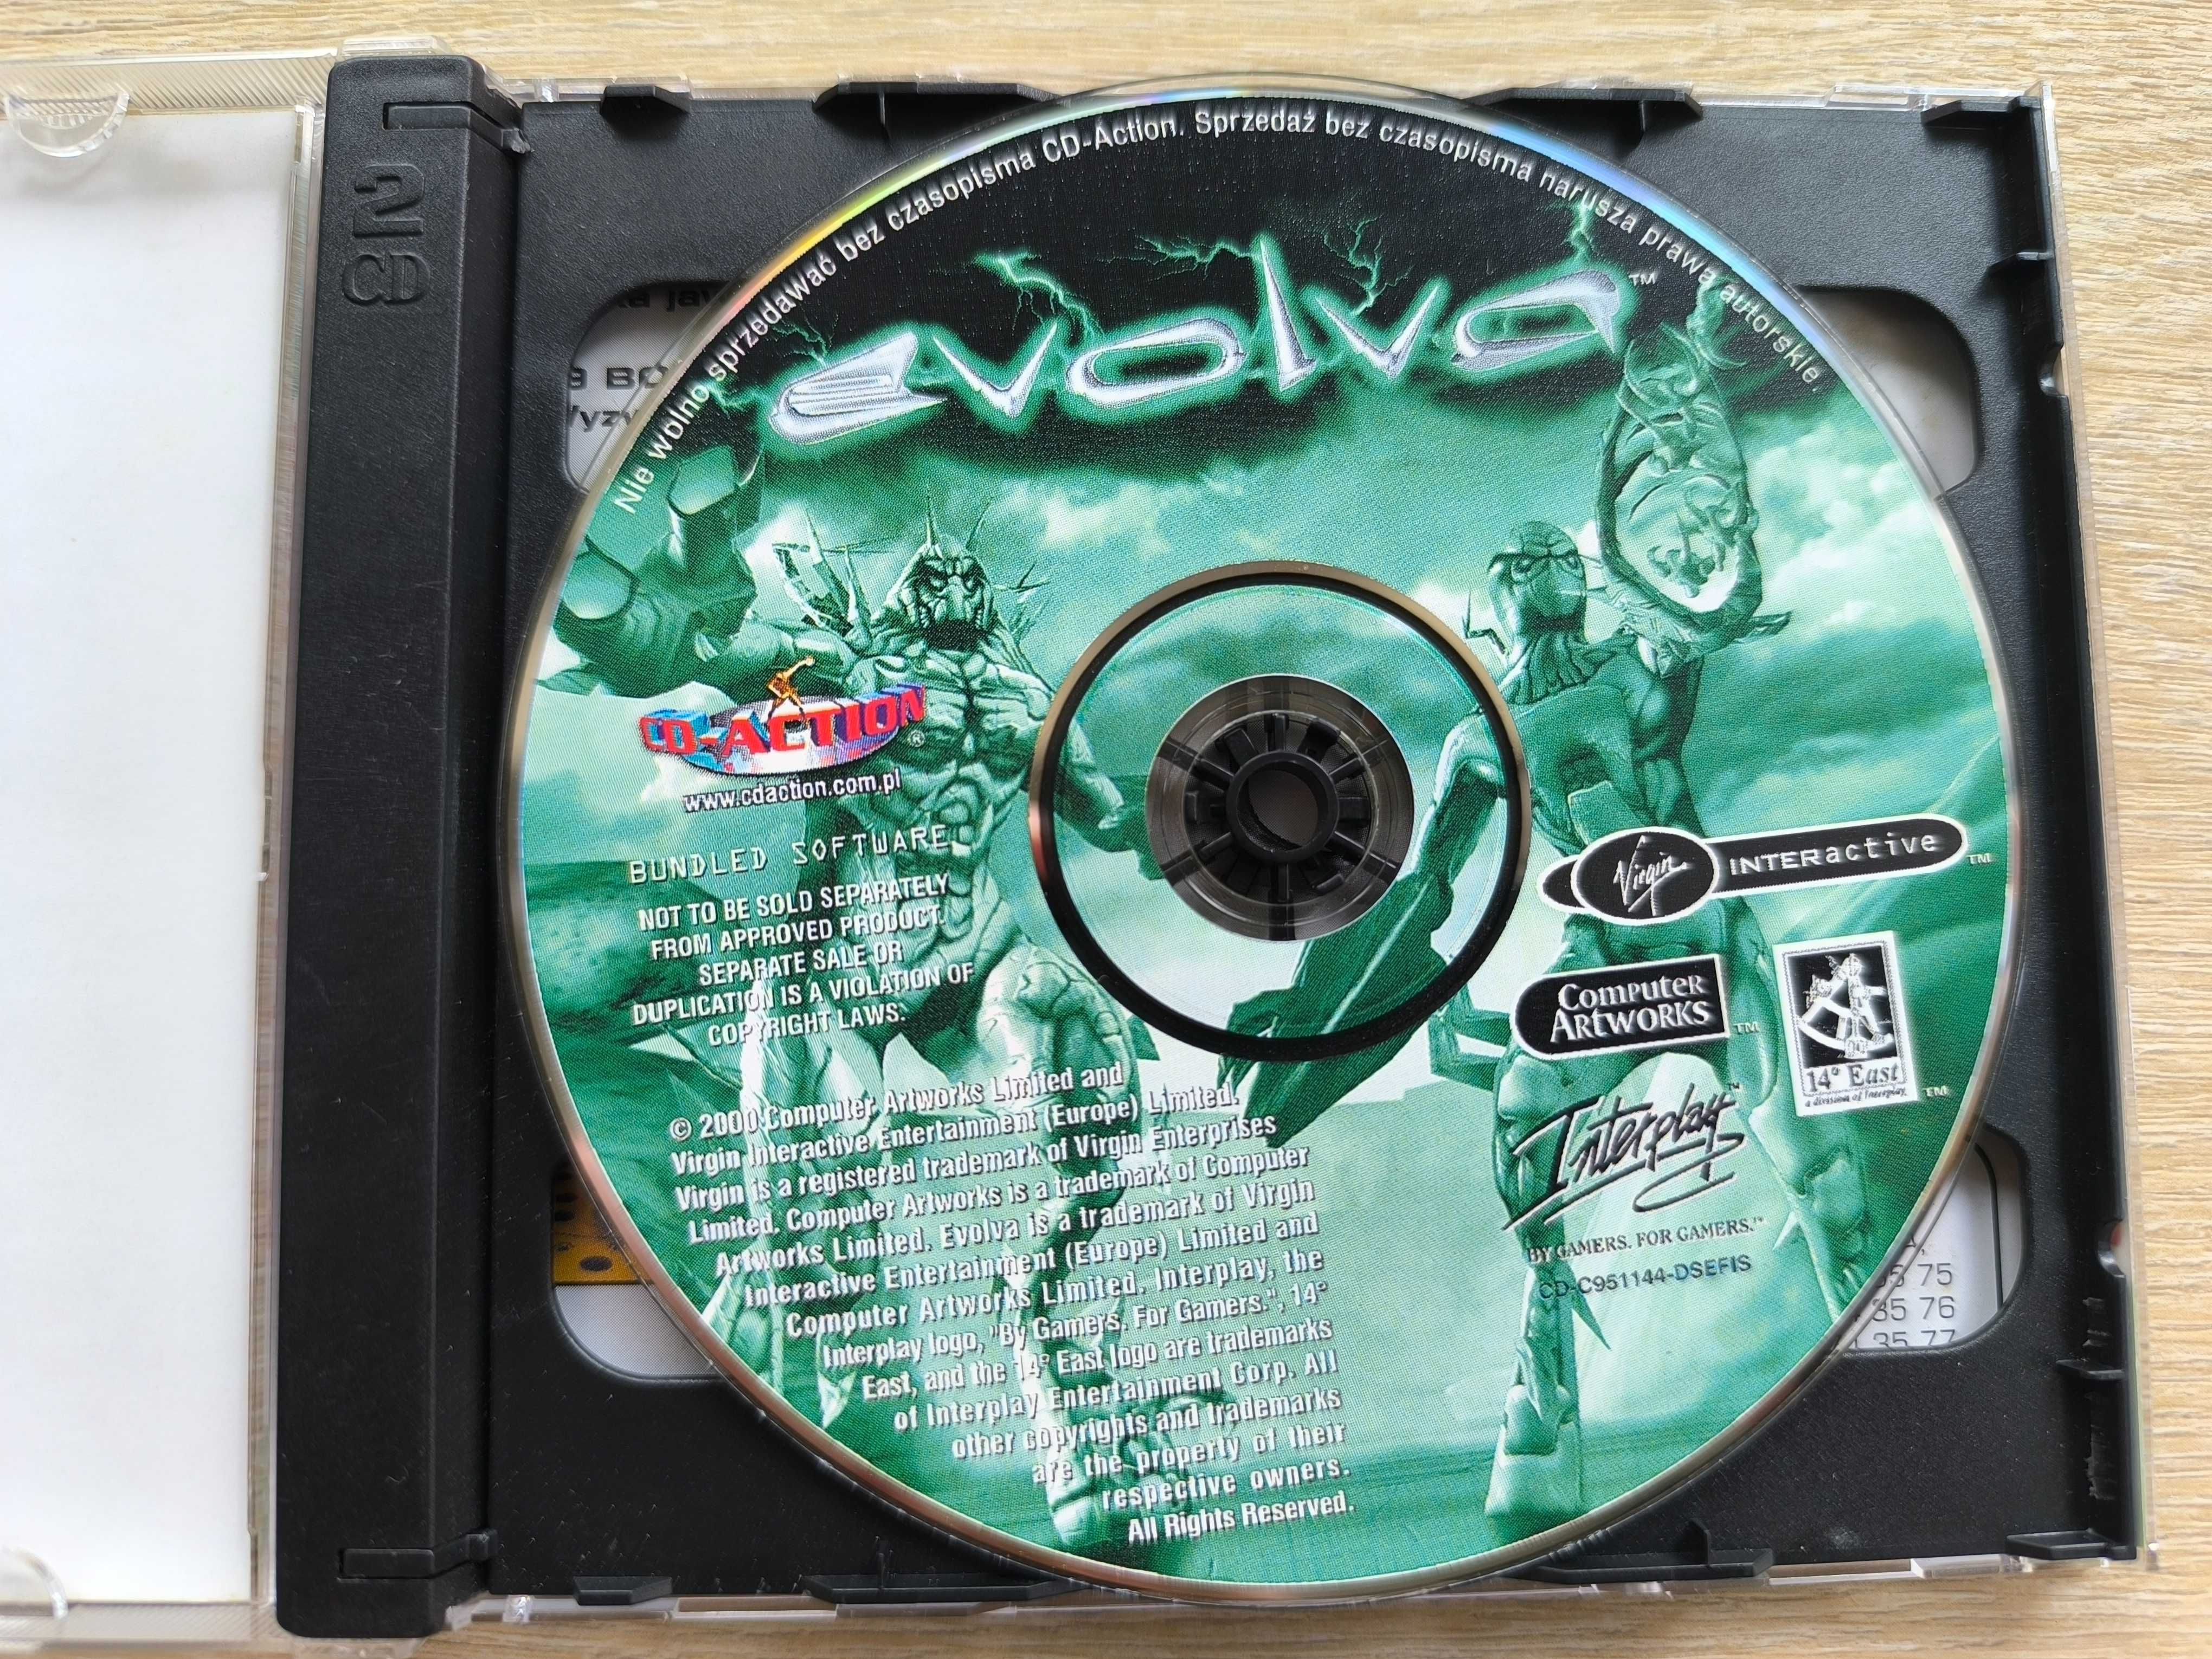 2
CD
Nie wolno sprzedawać bez czasopisma CD-Action. Sprzedaż bez czasopisma narusza prawa autorskie
evolva™
CD-ACTION®
www.cdaction.com.pl
BUNDLED SOFTWARE
NOT TO BE SOLD SEPARATELY
FROM APPROVED PRODUCT.
SEPARATE SALE OR
DUPLICATION IS A VIOLATION OF
COPYRIGHT LAWS.
© 2000 Computer Artworks Limited and
Virgin Interactive Entertainment (Europe) Limited.
Virgin is a registered trademark of Virgin Enterprises
Limited. Computer Artworks is a trademark of Computer
Artworks Limited. Evolva is a trademark of Virgin
Interactive Entertainment (Europe) Limited and
Computer Artworks Limited. Interplay, the
Interplay logo, "By Gamers. For Gamers.", 14°
East, and the 14° East logo are trademarks
of Interplay Entertainment Corp. All
other copyrights and trademarks
are the property of their
respective owners.
All Rights Reserved.
Virgin INTERactive™
Computer
Artworks™
14° East
a division of Interplay™
Interplay™
BY GAMERS. FOR GAMERS.™
CD-C951144-DSEFIS
75
35 76
35 77